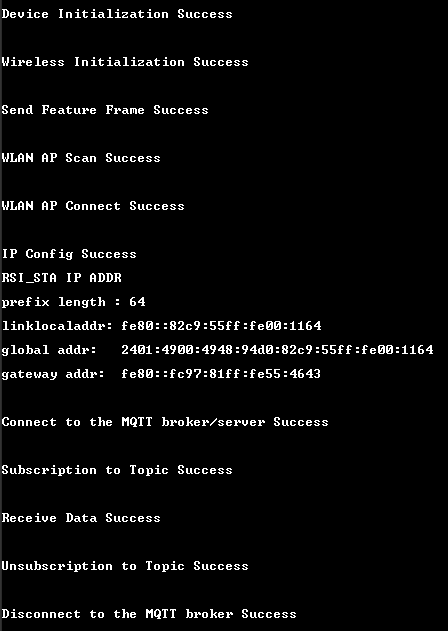 Device Initialization Success
Wireless Initialization Success
Send Feature Frame Success
WLAN AP Scan Success
WLAN AP Connect Success
IP Config Success
RSI_STA IP ADDR
prefix length : 64
linklocaladdr: fe80::82c9:55ff:fe00:1164
global addr:   2401:4900:4948:94d0:82c9:55ff:fe00:1164
gateway addr:  fe80::fc97:81ff:fe55:4643
Connect to the MQTT broker/server Success
Subscription to Topic Success
Receive Data Success
Unsubscription to Topic Success
Disconnect to the MQTT broker Success